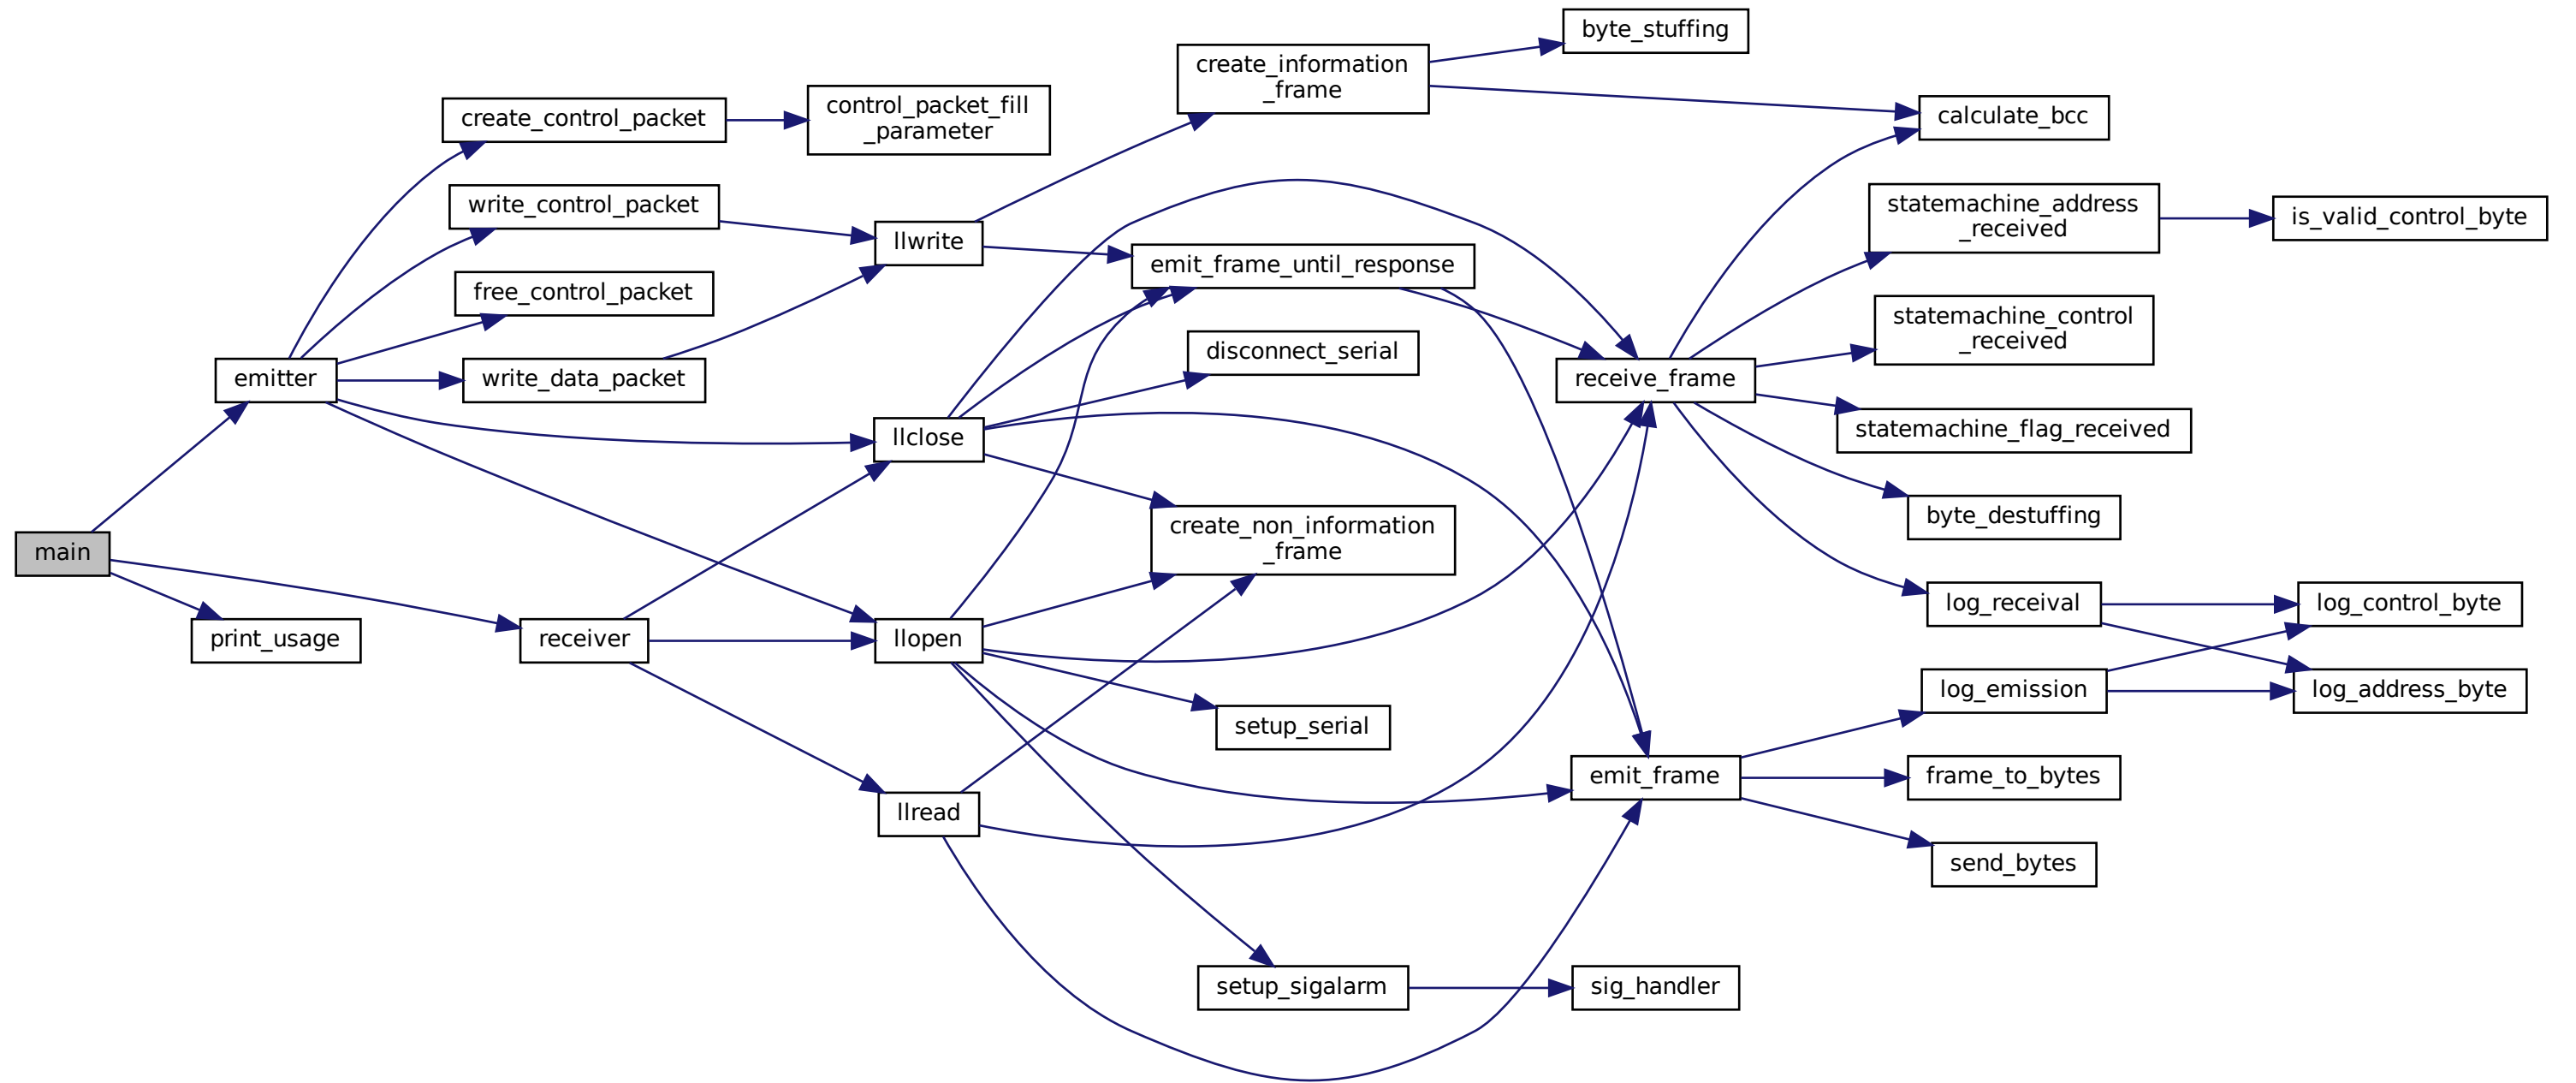 byte_stuffing
create_information
_frame
control_packet_fill
_parameter
create_control_packet
calculate_bcc
write_control_packet
statemachine_address
_received
is_valid_control_byte
llwrite
emit_frame_until_response
free_control_packet
statemachine_control
_received
disconnect_serial
emitter
write_data_packet
receive_frame
statemachine_flag_received
llclose
byte_destuffing
create_non_information
_frame
main
log_receival
log_control_byte
print_usage
receiver
llopen
log_emission
log_address_byte
setup_serial
emit_frame
frame_to_bytes
llread
send_bytes
setup_sigalarm
sig_handler